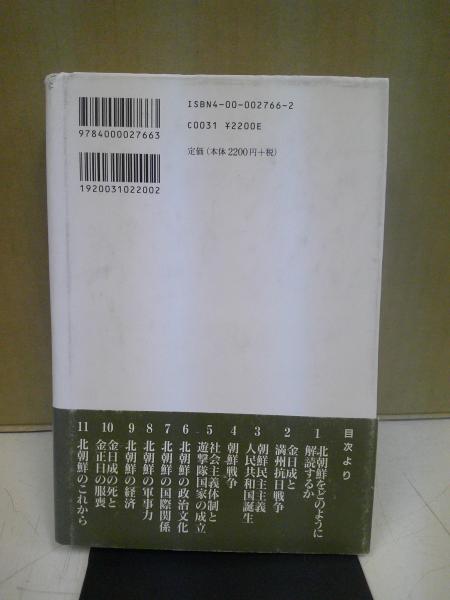 ISBN4-00-002766-2
C0031 ¥2200E
定価(本体2200円+税)
9784000027663
1920031022002
目次より
1 北朝鮮をどのように
解読するか
2 金日成と
満州抗日戦争
3 朝鮮民主主義
人民共和国誕生
4 朝鮮戦争
5 社会主義体制と
遊撃隊国家の成立
6 北朝鮮の政治文化
7 北朝鮮の国際関係
8 北朝鮮の軍事力
9 北朝鮮の経済
10 金日成の死と
金正日の服喪
11 北朝鮮のこれから